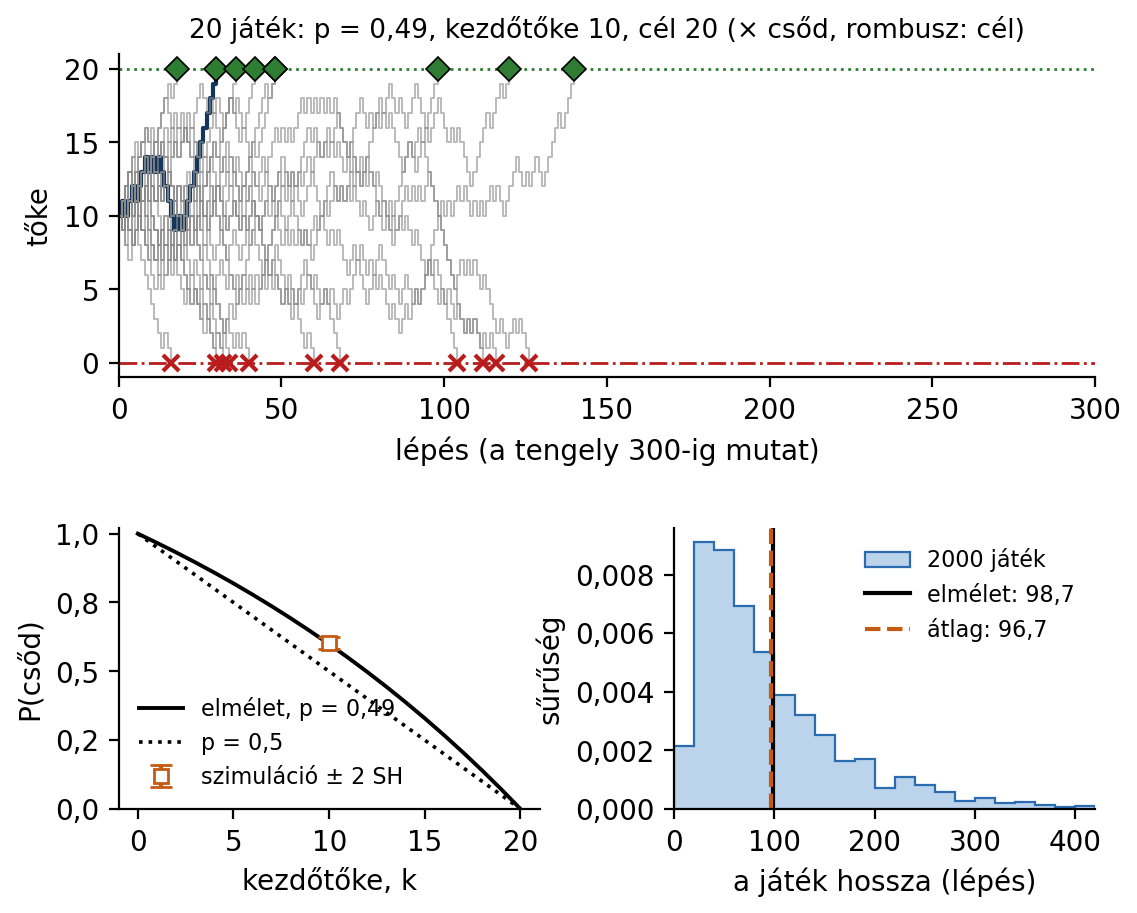 20 játék: p = 0,49, kezdőtőke 10, cél 20 (× csőd, rombusz: cél)
20
15
10
5
0
tőke
0 50 100 150 200 250 300
lépés (a tengely 300-ig mutat)
1,0
0,8
0,5
0,2
0,0
P(csőd)
elmélet, p = 0,49
p = 0,5
szimuláció ± 2 SH
0 5 10 15 20
kezdőtőke, k
0,008
0,006
0,004
0,002
0,000
sűrűség
2000 játék
elmélet: 98,7
átlag: 96,7
0 100 200 300 400
a játék hossza (lépés)